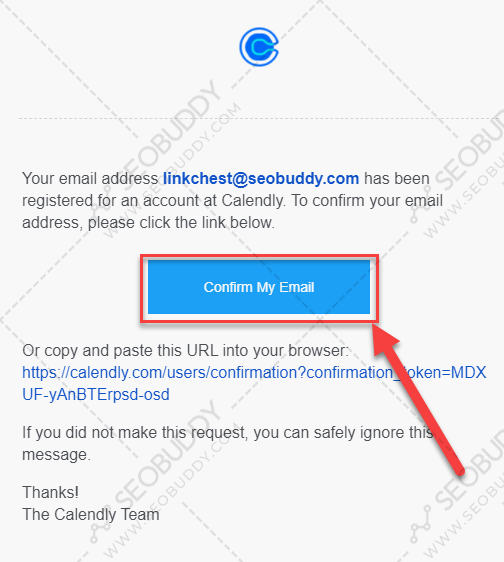 Your email address linkchest@seobuddy.com has been
registered for an account at Calendly. To confirm your email
address, please click the link below.
Confirm My Email
Or copy and paste this URL into your browser:
https://calendly.com/users/confirmation?confirmation_token=MDX
UF-yAnBTErpsd-osd
If you did not make this request, you can safely ignore this
message.
Thanks!
The Calendly Team
SEOBUDDY
WWW.SEOBUDDY.COM
SEOBUDDY
WWW.SEOBUDDY.COM
SEOBUDDY
WWW.SEOBUDDY.COM
SEOBUDDY
WWW.SEOBUDDY.COM